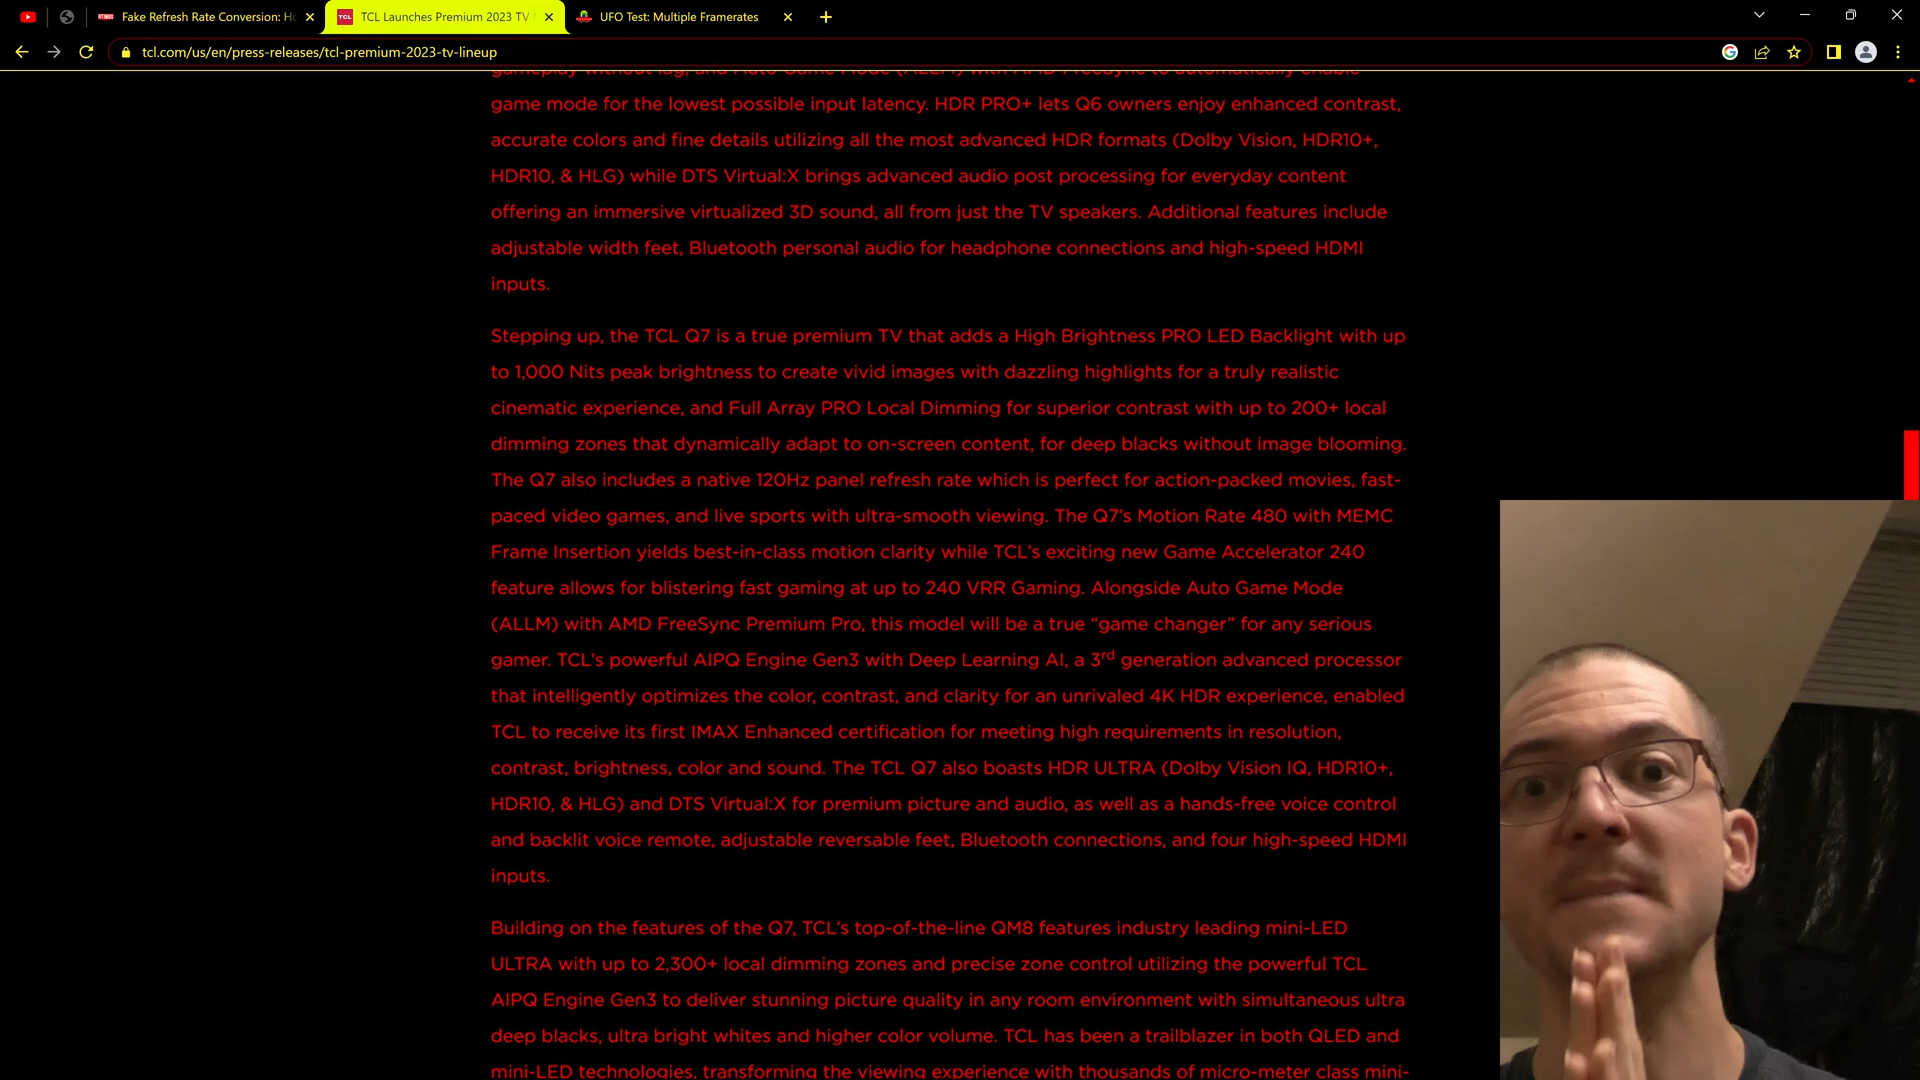 Fake Refresh Rate Conversion: H
TCL Launches Premium 2023 TV
UFO Test: Multiple Framerates
tcl.com/us/en/press-releases/tcl-premium-2023-tv-lineup
gameplay without lag, and Auto Game Mode (ALLM) with AMD FreeSync to automatically enable
game mode for the lowest possible input latency. HDR PRO+ lets Q6 owners enjoy enhanced contrast,
accurate colors and fine details utilizing all the most advanced HDR formats (Dolby Vision, HDR10+,
HDR10, & HLG) while DTS Virtual:X brings advanced audio post processing for everyday content
offering an immersive virtualized 3D sound, all from just the TV speakers. Additional features include
adjustable width feet, Bluetooth personal audio for headphone connections and high-speed HDMI
inputs.
Stepping up, the TCL Q7 is a true premium TV that adds a High Brightness PRO LED Backlight with up
to 1,000 Nits peak brightness to create vivid images with dazzling highlights for a truly realistic
cinematic experience, and Full Array PRO Local Dimming for superior contrast with up to 200+ local
dimming zones that dynamically adapt to on-screen content, for deep blacks without image blooming.
The Q7 also includes a native 120Hz panel refresh rate which is perfect for action-packed movies, fast-
paced video games, and live sports with ultra-smooth viewing. The Q7’s Motion Rate 480 with MEMC
Frame Insertion yields best-in-class motion clarity while TCL’s exciting new Game Accelerator 240
feature allows for blistering fast gaming at up to 240 VRR Gaming. Alongside Auto Game Mode
(ALLM) with AMD FreeSync Premium Pro, this model will be a true “game changer” for any serious
gamer. TCL’s powerful AIPQ Engine Gen3 with Deep Learning AI, a 3rd generation advanced processor
that intelligently optimizes the color, contrast, and clarity for an unrivaled 4K HDR experience, enabled
TCL to receive its first IMAX Enhanced certification for meeting high requirements in resolution,
contrast, brightness, color and sound. The TCL Q7 also boasts HDR ULTRA (Dolby Vision IQ, HDR10+,
HDR10, & HLG) and DTS Virtual:X for premium picture and audio, as well as a hands-free voice control
and backlit voice remote, adjustable reversable feet, Bluetooth connections, and four high-speed HDMI
inputs.
Building on the features of the Q7, TCL’s top-of-the-line QM8 features industry leading mini-LED
ULTRA with up to 2,300+ local dimming zones and precise zone control utilizing the powerful TCL
AIPQ Engine Gen3 to deliver stunning picture quality in any room environment with simultaneous ultra
deep blacks, ultra bright whites and higher color volume. TCL has been a trailblazer in both QLED and
mini-LED technologies, transforming the viewing experience with thousands of micro-meter class mini-